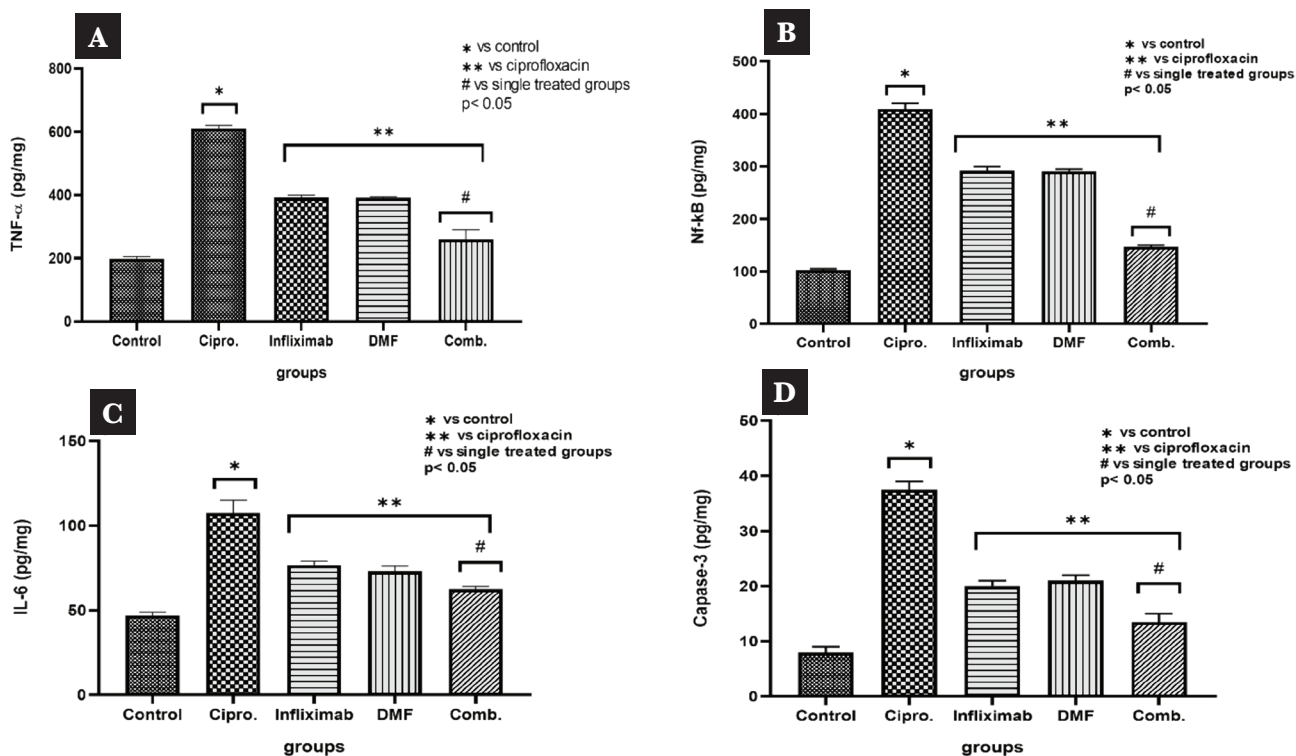 A
* vs control
** vs ciprofloxacin
# vs single treated groups
p< 0.05
TNF-α (pg/mg)
800
600
400
200
0
*
**
#
Control Cipro. Infliximab DMF Comb.
groups
B
* vs control
** vs ciprofloxacin
# vs single treated groups
p< 0.05
Nf-kB (pg/mg)
500
400
300
200
100
0
*
**
#
Control Cipro. Infliximab DMF Comb.
groups
C
* vs control
** vs ciprofloxacin
# vs single treated groups
p< 0.05
IL-6 (pg/mg)
150
100
50
0
*
**
#
Control Cipro. Infliximab DMF Comb.
groups
D
* vs control
** vs ciprofloxacin
# vs single treated groups
p< 0.05
Capase-3 (pg/mg)
50
40
30
20
10
0
*
**
#
Control Cipro. Infliximab DMF Comb.
groups